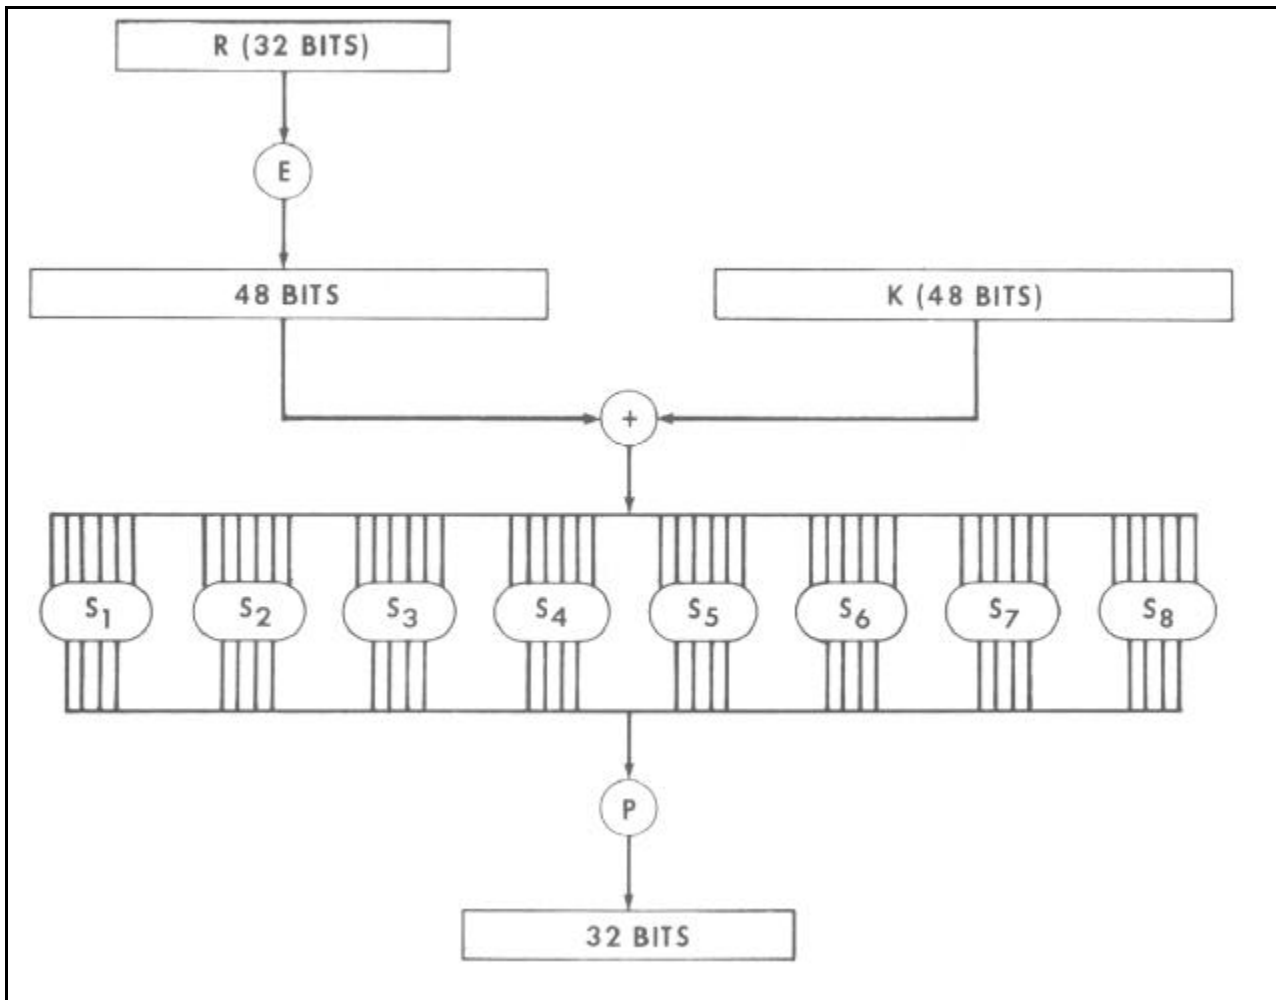 R (32 BITS)
E
48 BITS
K (48 BITS)
+
S1 S2 S3 S4 S5 S6 S7 S8
P
32 BITS